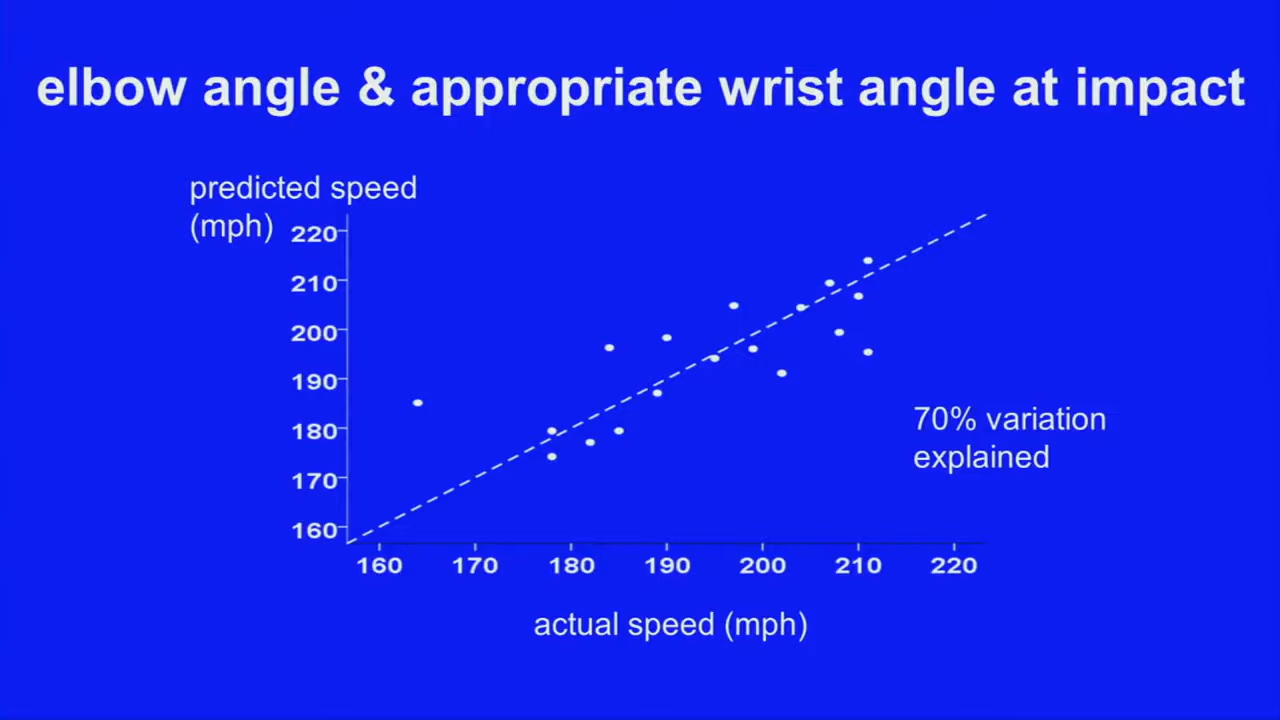 elbow angle & appropriate wrist angle at impact
predicted speed
(mph)
220
210
200
190
180
170
160
70% variation
explained
160 170 180 190 200 210 220
actual speed (mph)